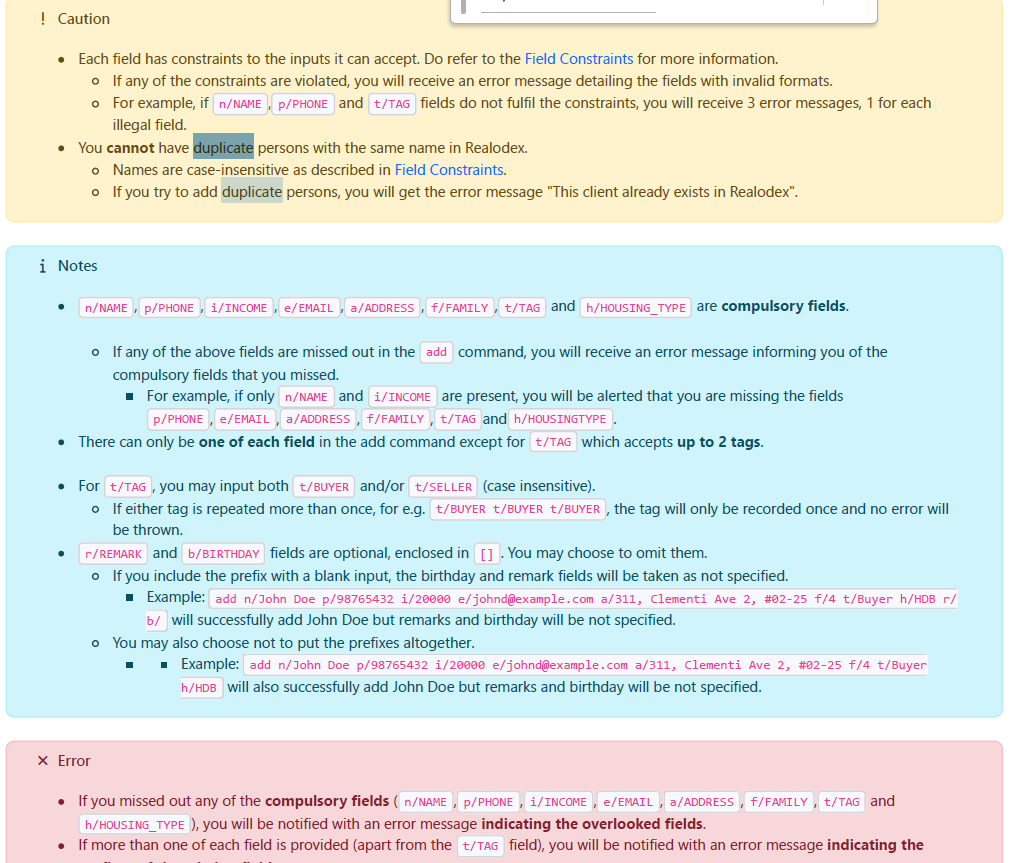 ! Caution
• Each field has constraints to the inputs it can accept. Do refer to the Field Constraints for more information.
o If any of the constraints are violated, you will receive an error message detailing the fields with invalid formats.
o For example, if n/NAME , p/PHONE and t/TAG fields do not fulfil the constraints, you will receive 3 error messages, 1 for each
illegal field.
• You cannot have duplicate persons with the same name in Realodex.
o Names are case-insensitive as described in Field Constraints.
o If you try to add duplicate persons, you will get the error message "This client already exists in Realodex".
i Notes
• n/NAME , p/PHONE , i/INCOME , e/EMAIL , a/ADDRESS , f/FAMILY , t/TAG and h/HOUSING_TYPE are compulsory fields.
o If any of the above fields are missed out in the add command, you will receive an error message informing you of the
compulsory fields that you missed.
▪ For example, if only n/NAME and i/INCOME are present, you will be alerted that you are missing the fields
p/PHONE , e/EMAIL , a/ADDRESS , f/FAMILY , t/TAG and h/HOUSINGTYPE .
• There can only be one of each field in the add command except for t/TAG which accepts up to 2 tags.
• For t/TAG , you may input both t/BUYER and/or t/SELLER (case insensitive).
o If either tag is repeated more than once, for e.g. t/BUYER t/BUYER t/BUYER , the tag will only be recorded once and no error will
be thrown.
• r/REMARK and b/BIRTHDAY fields are optional, enclosed in [] . You may choose to omit them.
o If you include the prefix with a blank input, the birthday and remark fields will be taken as not specified.
▪ Example: add n/John Doe p/98765432 i/20000 e/johnd@example.com a/311, Clementi Ave 2, #02-25 f/4 t/Buyer h/HDB r/
b/ will successfully add John Doe but remarks and birthday will be not specified.
o You may also choose not to put the prefixes altogether.
▪ ▪ Example: add n/John Doe p/98765432 i/20000 e/johnd@example.com a/311, Clementi Ave 2, #02-25 f/4 t/Buyer
h/HDB will also successfully add John Doe but remarks and birthday will be not specified.
× Error
• If you missed out any of the compulsory fields ( n/NAME , p/PHONE , i/INCOME , e/EMAIL , a/ADDRESS , f/FAMILY , t/TAG and
h/HOUSING_TYPE ), you will be notified with an error message indicating the overlooked fields.
• If more than one of each field is provided (apart from the t/TAG field), you will be notified with an error message indicating the